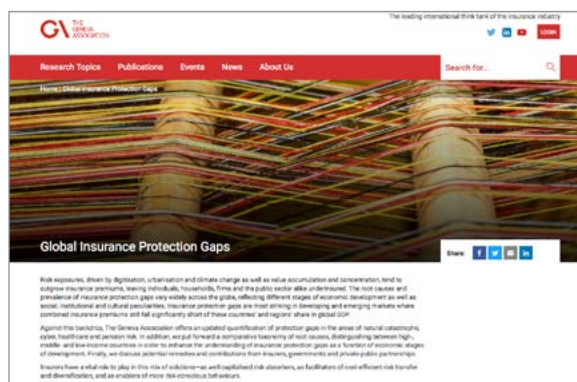 The leading international think tank of the insurance industry
THE
GENEVA
ASSOCIATION
LOGIN
Research Topics Publications Events News About Us
Search for...
Home / Global Insurance Protection Gaps
Global Insurance Protection Gaps
Share:
Risk exposures, driven by digitisation, urbanisation and climate change as well as value accumulation and concentration, tend to
outgrow insurance premiums, leaving individuals, households, firms and the public sector alike underinsured. The root causes and
prevalence of insurance protection gaps vary widely across the globe, reflecting different stages of economic development as well as
social, institutional and cultural peculiarities. Insurance protection gaps are most striking in developing and emerging markets where
combined insurance premiums still fall significantly short of these countries' and regions' share in global GDP.
Against this backdrop, The Geneva Association offers an updated quantification of protection gaps in the areas of natural catastrophe,
cyber, healthcare and pension risk. In addition, we put forward a comparative taxonomy of root causes, distinguishing between high-,
middle- and low-income countries in order to enhance the understanding of insurance protection gaps as a function of economic stages
of development. Finally, we discuss potential remedies and contributions from insurers, governments and private-public partnerships.
Insurers have a vital role to play in this mix of solutions—as well-capitalised risk absorbers, as facilitators of cost-efficient risk transfer
and diversification, and as enablers of more risk-conscious behaviours.